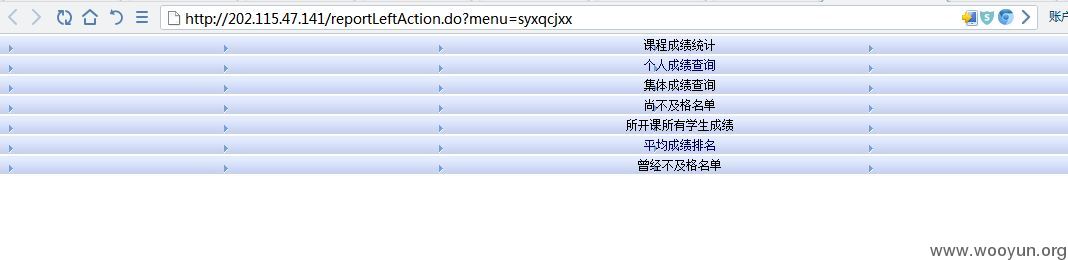 http://202.115.47.141/reportLeftAction.do?menu=syxqcjxx
账户
课程成绩统计
个人成绩查询
集体成绩查询
尚不及格名单
所开课所有学生成绩
平均成绩排名
曾经不及格名单
www.wooyun.org